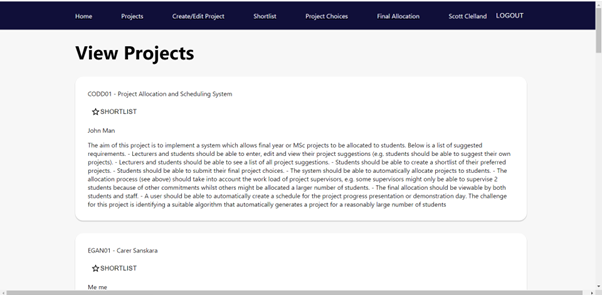 Home Projects Create/Edit Project Shortlist Project Choices Final Allocation Scott Clelland LOGOUT
View Projects
CODD01 - Project Allocation and Scheduling System
SHORTLIST
John Man
The aim of this project is to implement a system which allows final year or MSc projects to be allocated to students. Below is a list of suggested
requirements. - Lecturers and students should be able to enter, edit and view their project suggestions (e.g. students should be able to suggest their own
projects). - Lecturers and students should be able to see a list of all project suggestions. - Students should be able to create a shortlist of their preferred
projects. - Students should be able to submit their final project choices. - The system should be able to automatically allocate projects to students. - The
allocation process (see above) should take into account the work load of project supervisors, e.g. some supervisors might only be able to supervise 2
students because of other commitments whilst others might be allocated a larger number of students. - The final allocation should be viewable by both
students and staff. - A user should be able to automatically create a schedule for the project progress presentation or demonstration day. The challenge
for this project is identifying a suitable algorithm that automatically generates a project for a reasonably large number of students
EGAN01 - Carer Sanskara
SHORTLIST
Me me